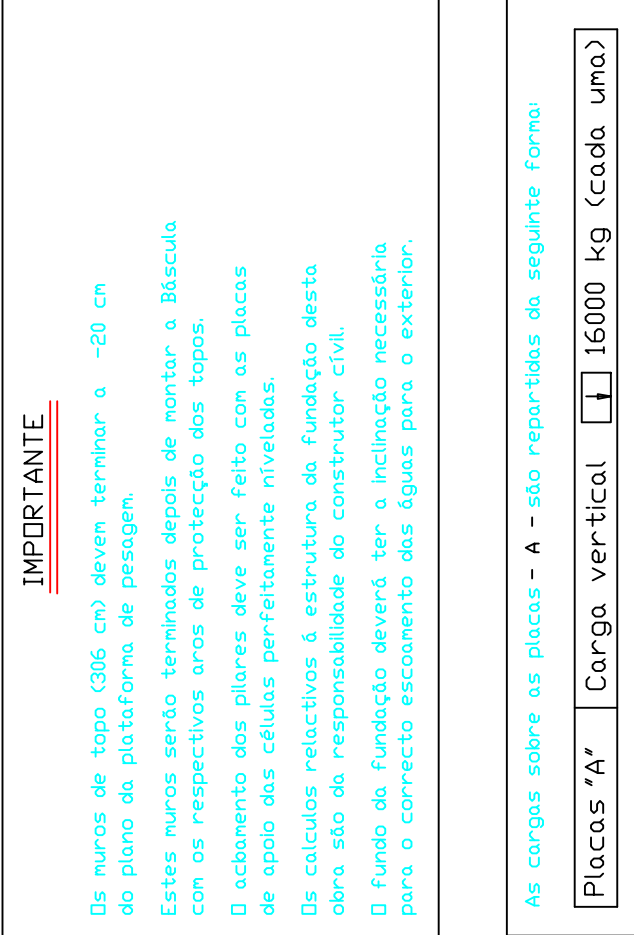 IMPORTANTE
Os muros de topo (306 cm) devem terminar a -20 cm
do plano da plataforma de pesagem.
Estes muros serão terminados depois de montar a Báscula
com os respectivos aros de protecção dos topos.
O acbamento dos pilares deve ser feito com as placas
de apoio das células perfeitamente níveladas.
Os calculos relactivos á estrutura da fundação desta
obra são da responsabilidade do construtor cívil.
O fundo da fundação deverá ter a inclinação necessária
para o correcto escoamento das águas para o exterior.
As cargas sobre as placas - A - são repartidas da seguinte forma:
Placas "A" Carga vertical ↓ 16000 kg (cada uma)